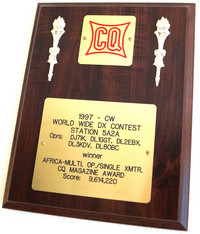 CQ
1997 - CW
WORLD WIDE DX CONTEST
STATION 5A2A
Oprs: DJ7IK, DL1GGT, DL2EBX,
DL3KDV, DL8OBC
winner
AFRICA-MULTI. OP./SINGLE XMTR.
CQ MAGAZINE AWARD
Score: 9,614,220